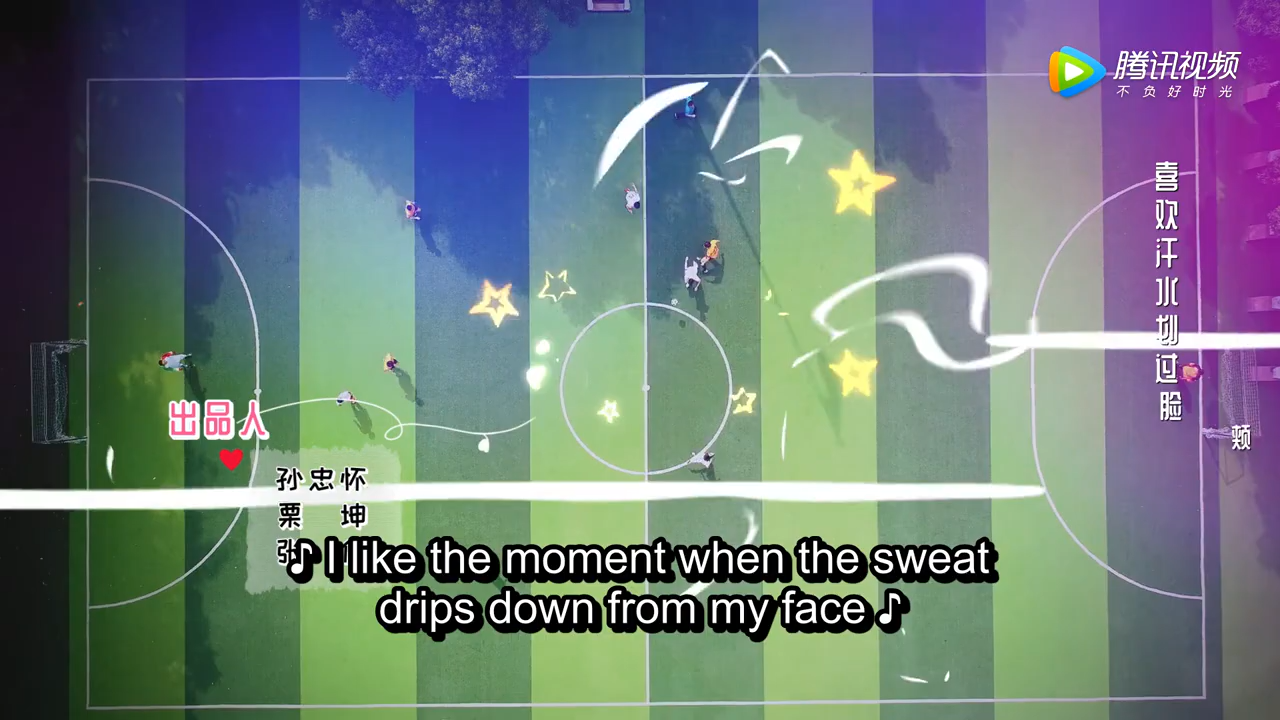 腾讯视频
不负好时光
喜欢汗水划过脸颊
出品人
孙忠怀
栗 坤
♪ I like the moment when the sweat
drips down from my face ♪